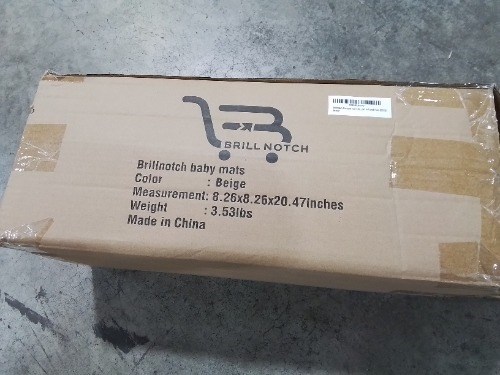 BRILL NOTCH
Brillnotch baby mats
Color : Beige
Measurement: 8.26x8.26x20.47inches
Weight : 3.53lbs
Made in China